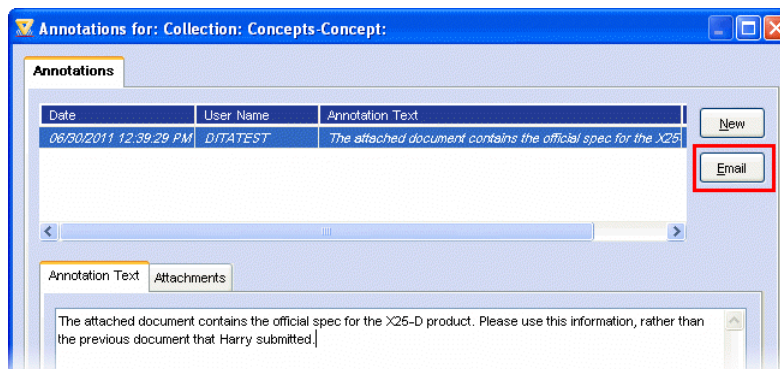 Annotations for: Collection: Concepts-Concept:
Annotations
Date User Name Annotation Text
06/30/2011 12:39:29 PM DITATEST The attached document contains the official spec for the X25
New
Email
Annotation Text Attachments
The attached document contains the official spec for the X25-D product. Please use this information, rather than
the previous document that Harry submitted.